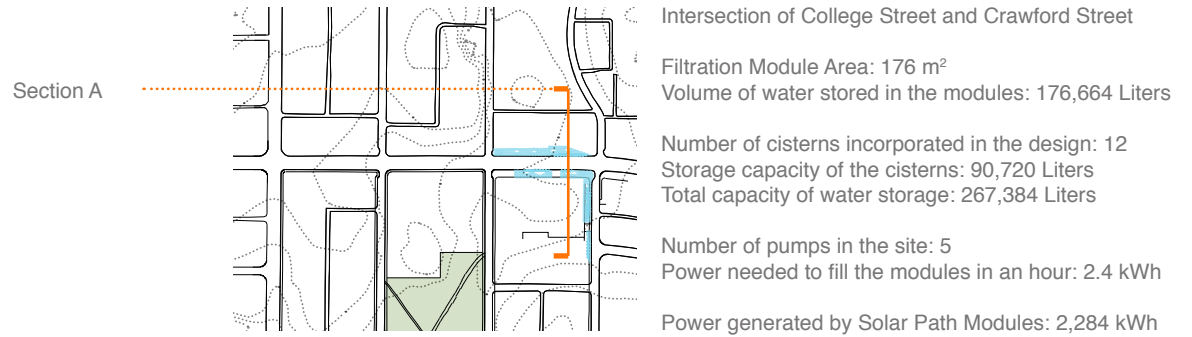 Section A
Intersection of College Street and Crawford Street
Filtration Module Area: 176 m²
Volume of water stored in the modules: 176,664 Liters
Number of cisterns incorporated in the design: 12
Storage capacity of the cisterns: 90,720 Liters
Total capacity of water storage: 267,384 Liters
Number of pumps in the site: 5
Power needed to fill the modules in an hour: 2.4 kWh
Power generated by Solar Path Modules: 2,284 kWh